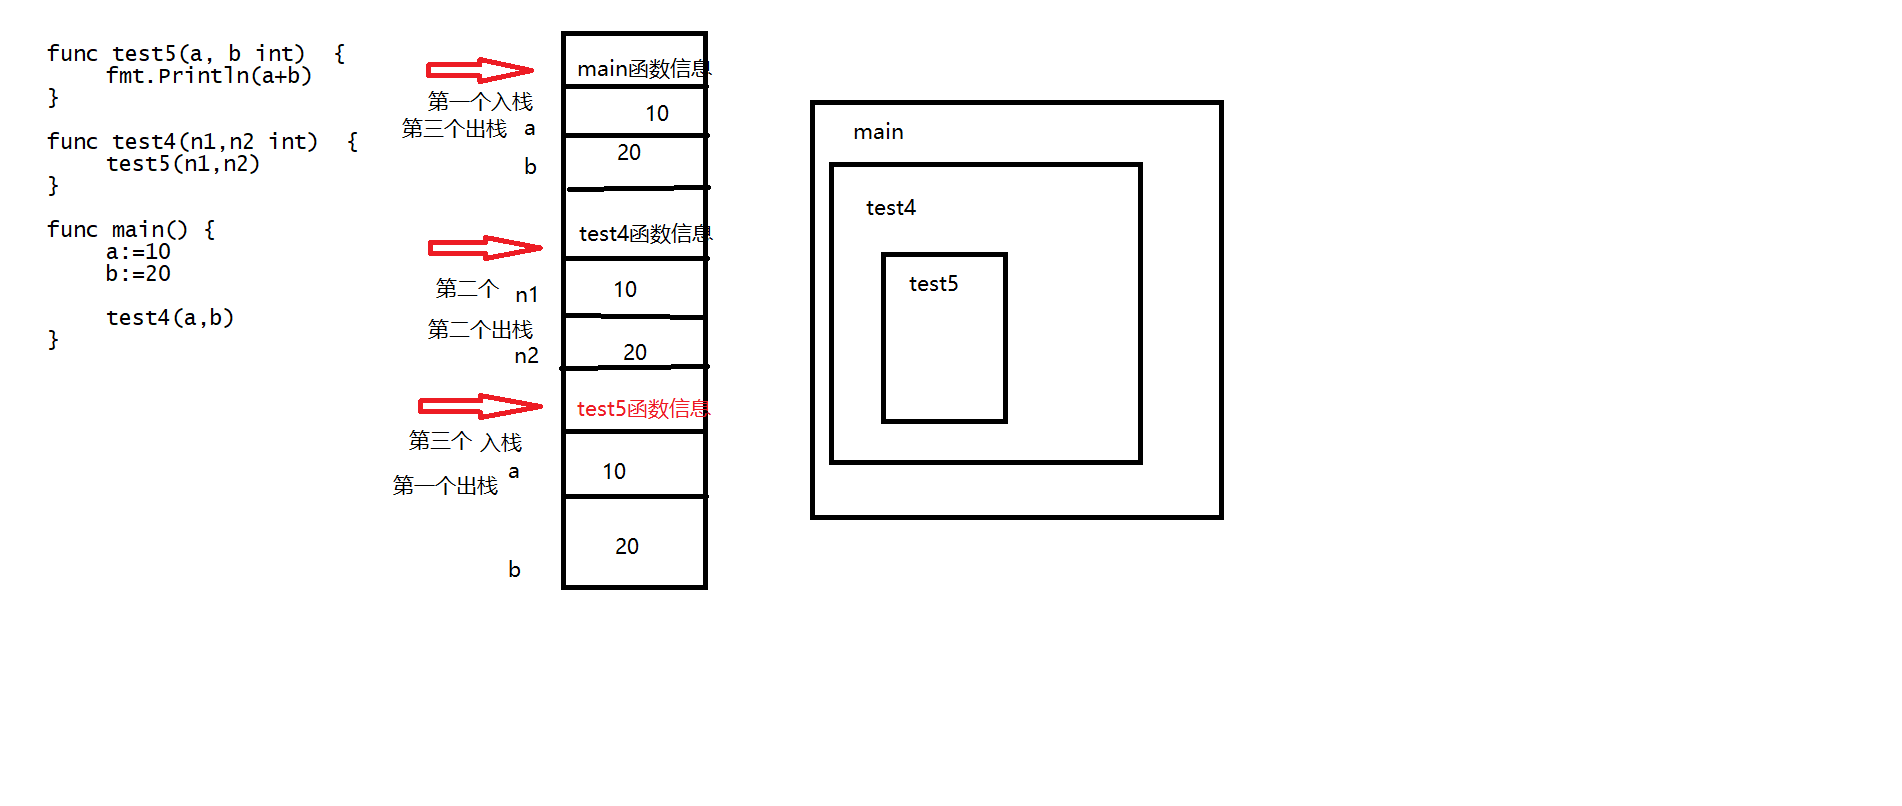 func test5(a, b int)  {
     fmt.Println(a+b)
}
func test4(n1,n2 int)  {
     test5(n1,n2)
}
func main() {
     a:=10
     b:=20
     test4(a,b)
}
main函数信息
第一个入栈
10
第三个出栈 a
20
b
test4函数信息
第二个 n1
10
第二个出栈
n2
20
test5函数信息
第三个 入栈
a
10
第一个出栈
20
b
main
test4
test5